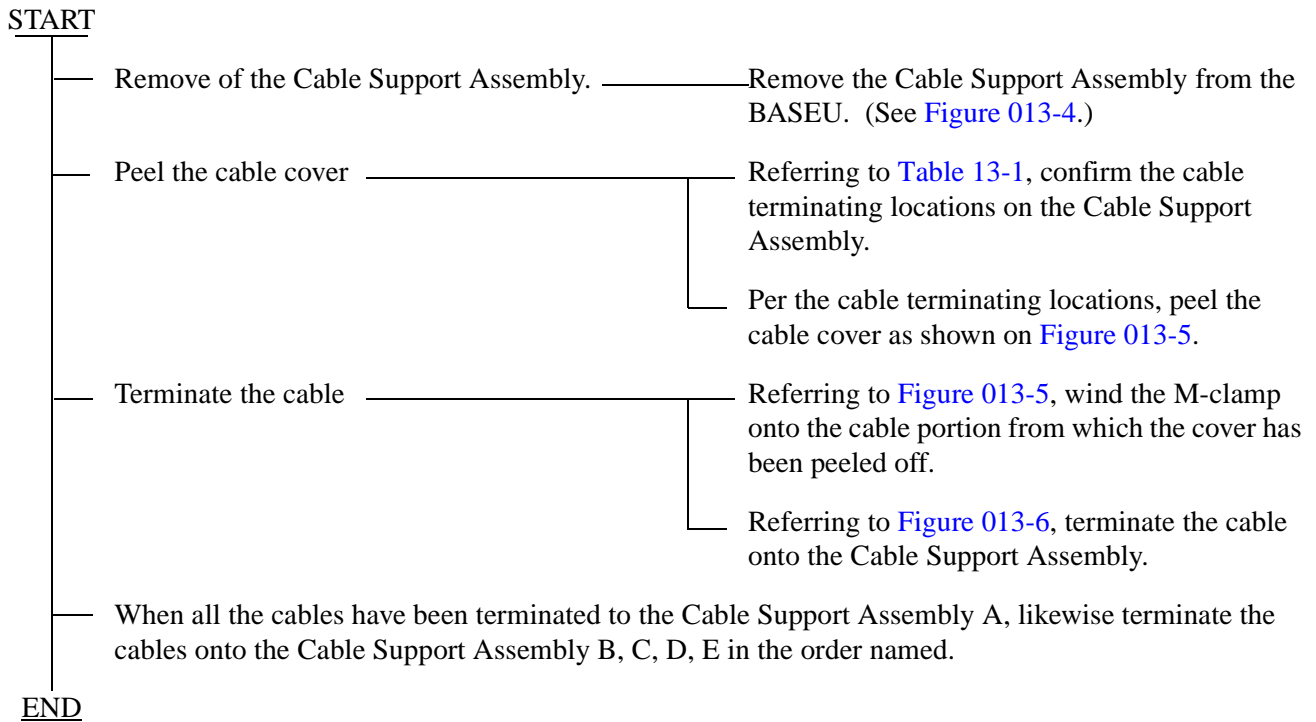 START
Remove of the Cable Support Assembly.
Remove the Cable Support Assembly from the
BASEU. (See Figure 013-4.)
Peel the cable cover
Referring to Table 13-1, confirm the cable
terminating locations on the Cable Support
Assembly.
Per the cable terminating locations, peel the
cable cover as shown on Figure 013-5.
Terminate the cable
Referring to Figure 013-5, wind the M-clamp
onto the cable portion from which the cover has
been peeled off.
Referring to Figure 013-6, terminate the cable
onto the Cable Support Assembly.
When all the cables have been terminated to the Cable Support Assembly A, likewise terminate the
cables onto the Cable Support Assembly B, C, D, E in the order named.
END